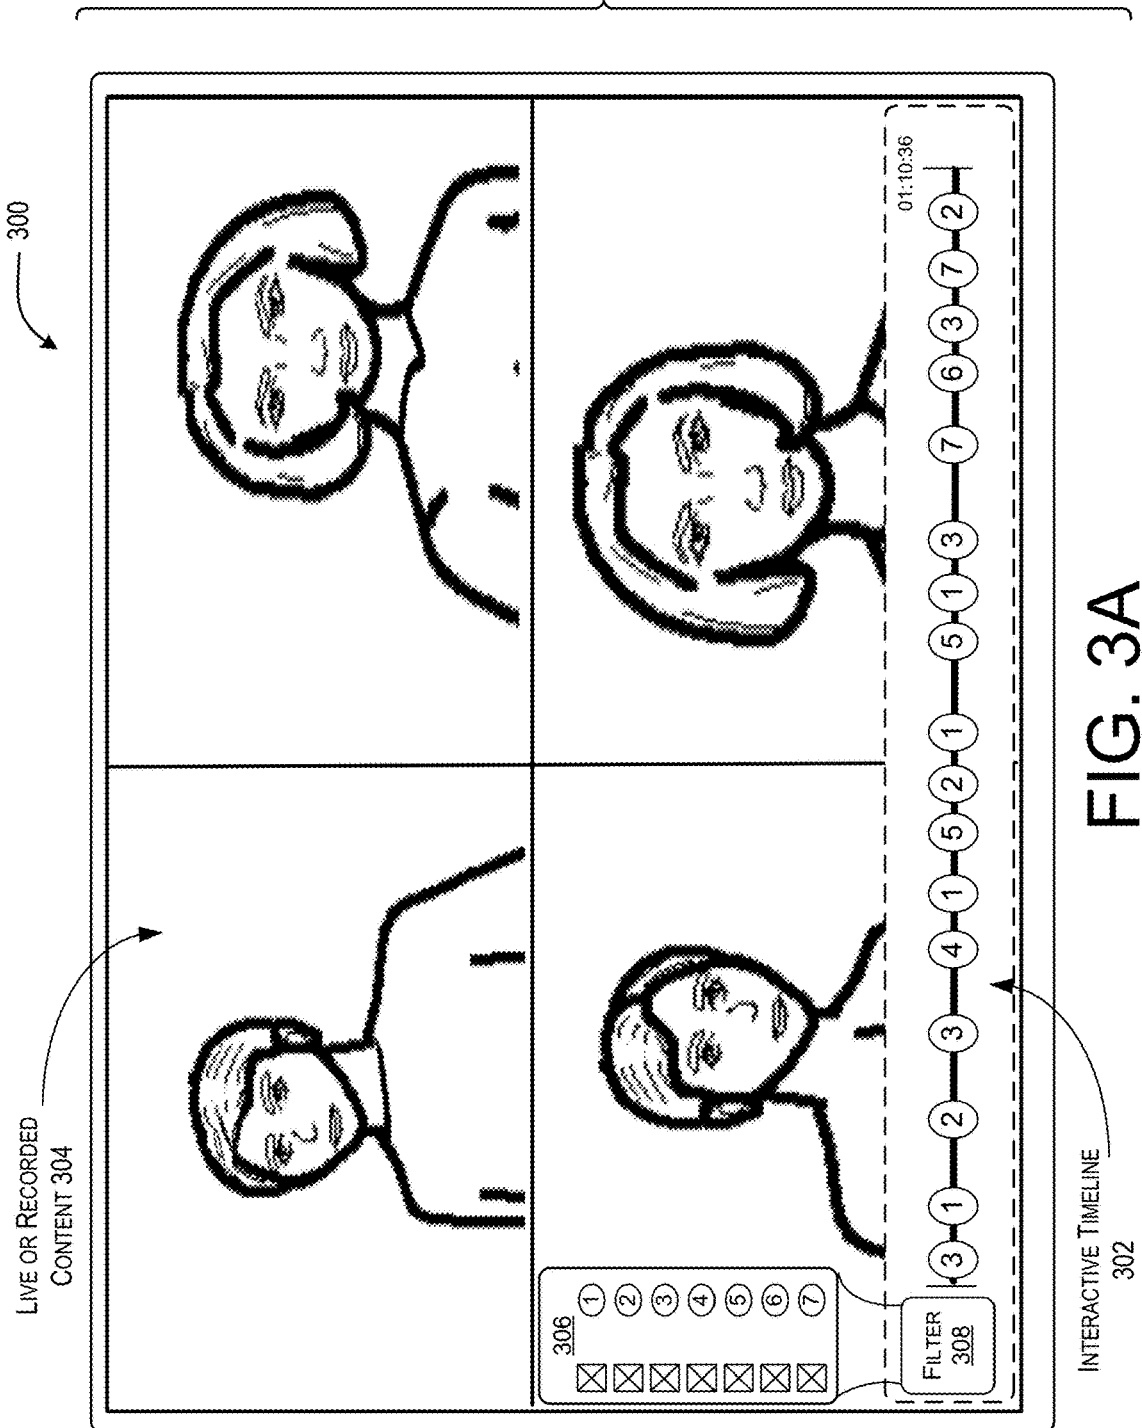 300
LIVE OR RECORDED
CONTENT 304
306
1
2
3
4
5
6
7
FILTER
308
01:10:36
3 1 2 3 4 1 5 2 1 5 1 3 7 6 3 7 2
INTERACTIVE TIMELINE
302
FIG. 3A